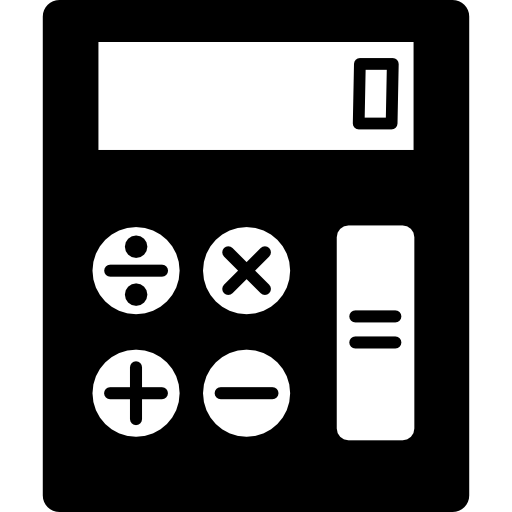 0
÷ ×
+ − =